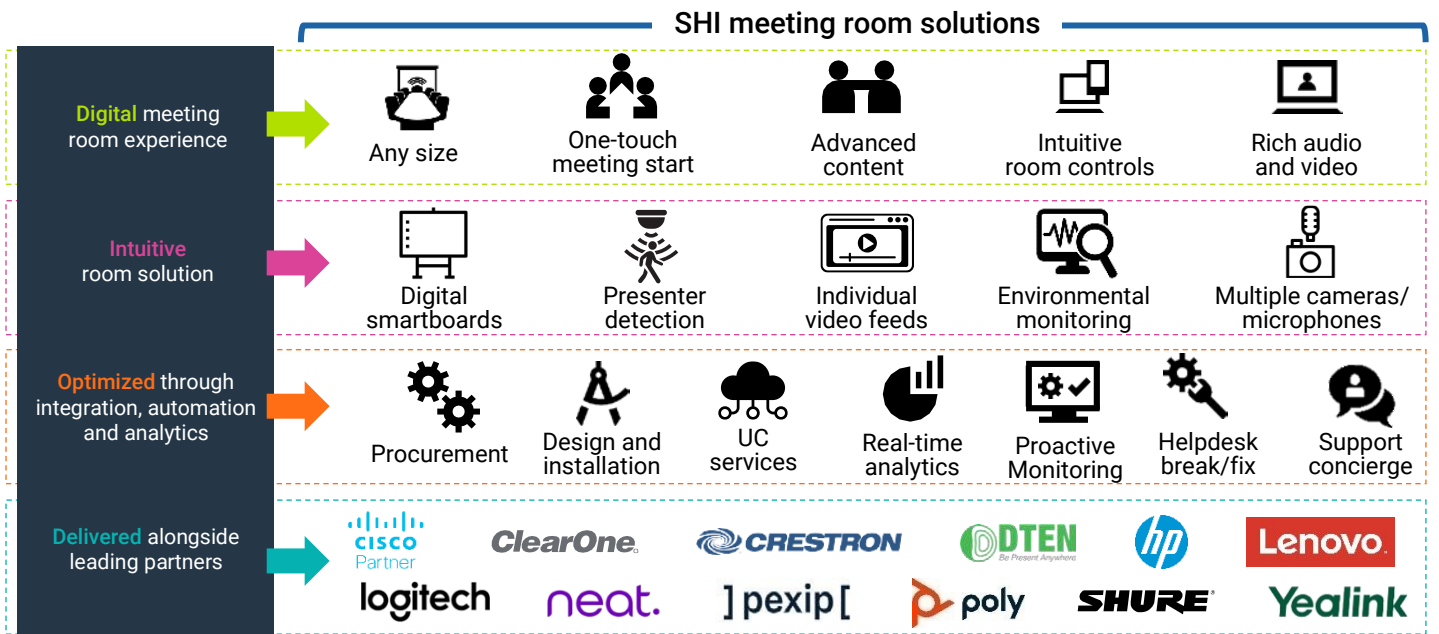 SHI meeting room solutions
Digital meeting
room experience
Any size
One-touch
meeting start
Advanced
content
Intuitive
room controls
Rich audio
and video
Intuitive
room solution
Digital
smartboards
Presenter
detection
Individual
video feeds
Environmental
monitoring
Multiple cameras/
microphones
Optimized through
integration, automation
and analytics
Procurement
Design and
installation
UC
services
Real-time
analytics
Proactive
Monitoring
Helpdesk
break/fix
Support
concierge
Delivered alongside
leading partners
CISCO
Partner
ClearOne
CRESTRON
DTEN
Be Present Anywhere
hp
Lenovo
logitech
neat.
]pexip[
poly
SHURE
Yealink